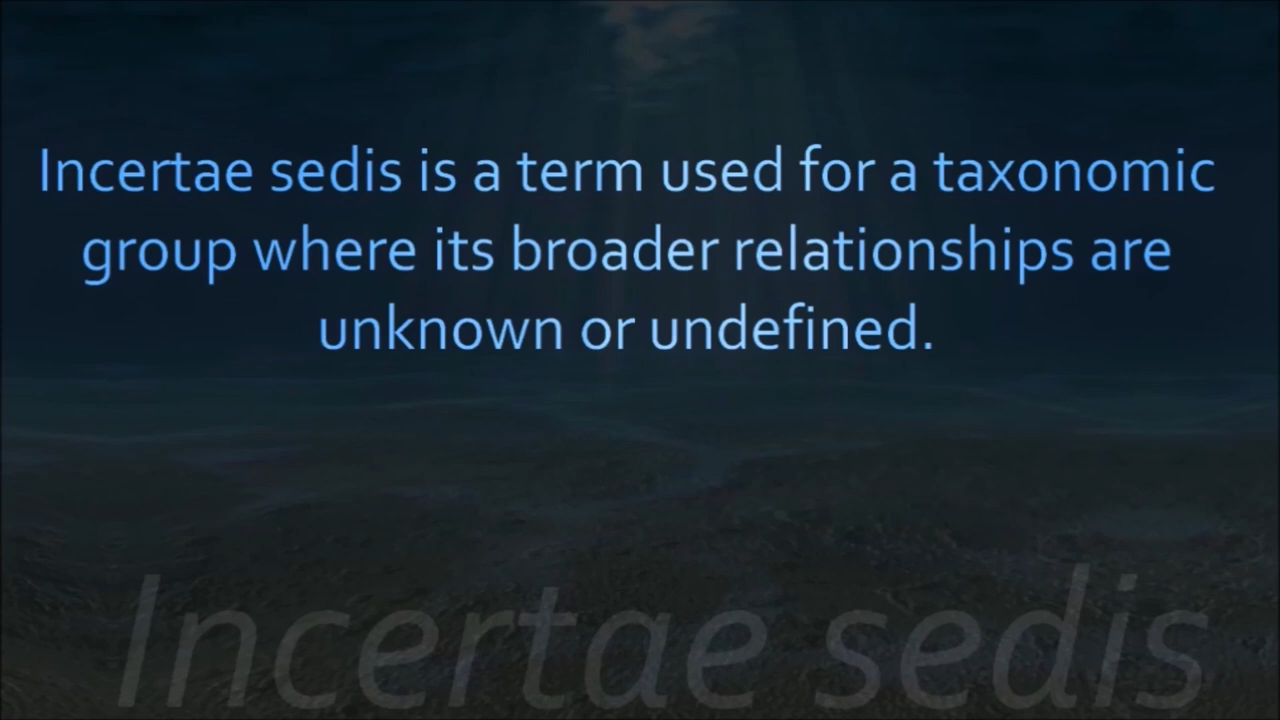 Incertae sedis is a term used for a taxonomic
group where its broader relationships are
unknown or undefined.
Incertae sedis